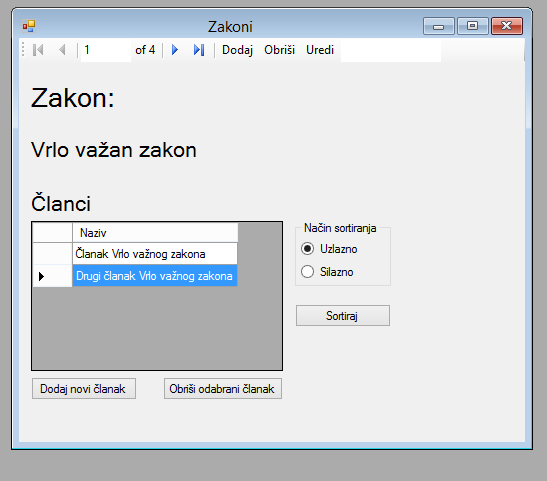 Zakoni
1 of 4 Dodaj Obriši Uredi
Zakon:
Vrlo važan zakon
Članci
Naziv
Članak Vrlo važnog zakona
Drugi članak Vrlo važnog zakona
Način sortiranja
Uzlazno
Silazno
Sortiraj
Dodaj novi članak
Obriši odabrani članak